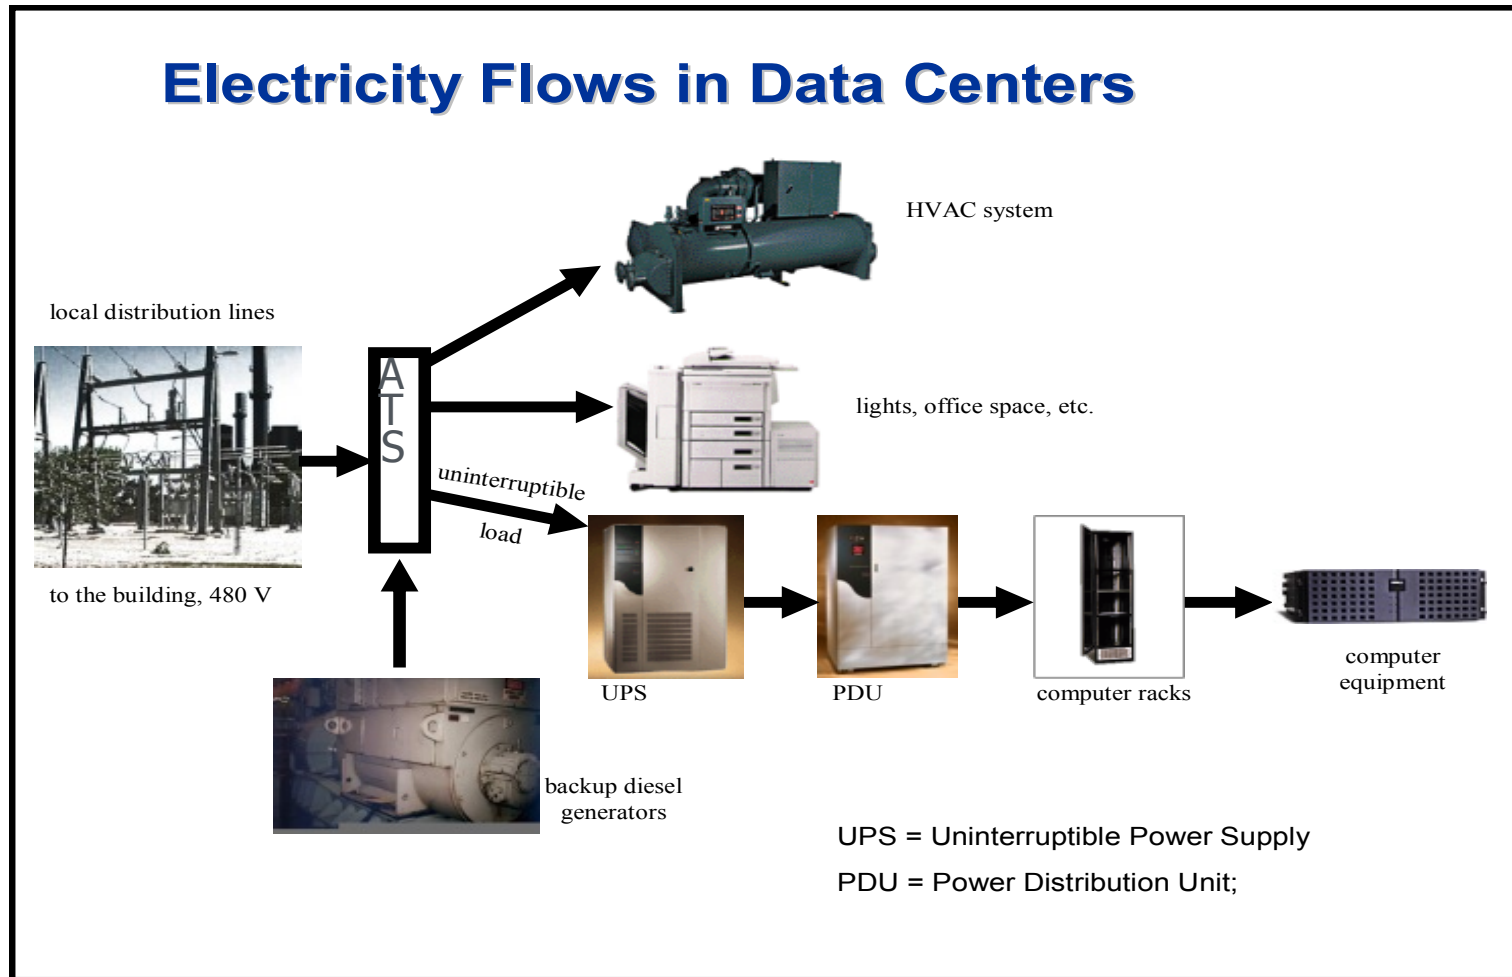 Electricity Flows in Data Centers
HVAC system
local distribution lines
ATS
lights, office space, etc.
uninterruptible
load
to the building, 480 V
UPS
PDU
computer racks
computer
equipment
backup diesel
generators
UPS = Uninterruptible Power Supply
PDU = Power Distribution Unit;